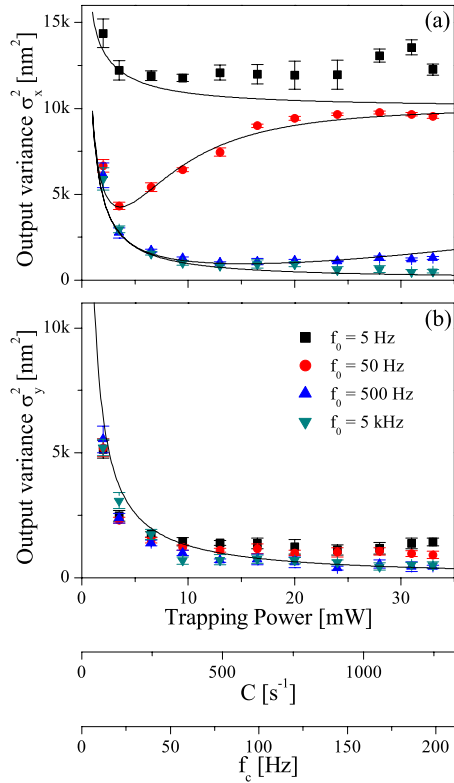 (a)
15k
10k
5k
0
Output variance σ²ₓ [nm²]
(b)
10k
5k
0
Output variance σ²_y [nm²]
f₀ = 5 Hz
f₀ = 50 Hz
f₀ = 500 Hz
f₀ = 5 kHz
0 10 20 30
Trapping Power [mW]
0 500 1000
C [s⁻¹]
0 50 100 150 200
f_c [Hz]